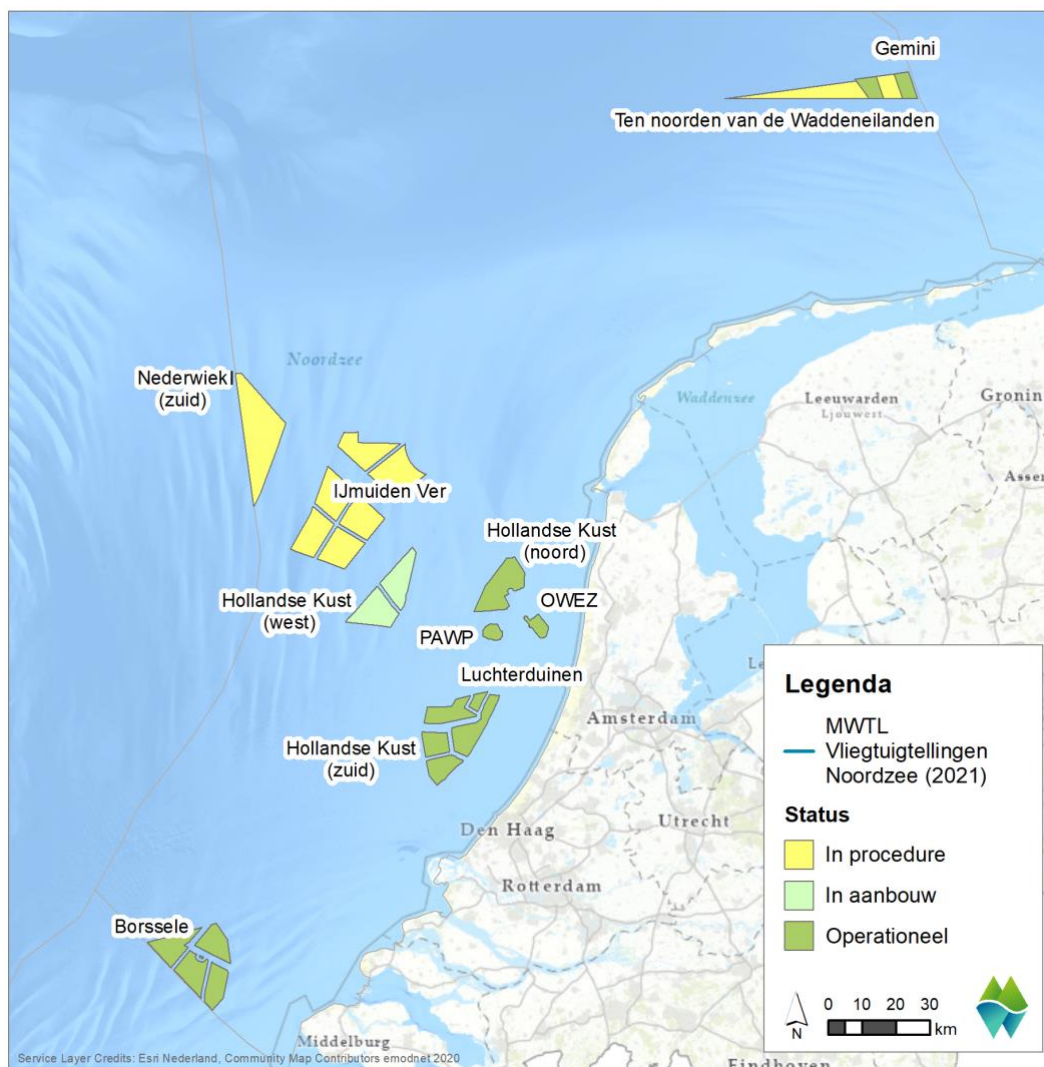 Gemini
Ten noorden van de Waddeneilanden
Nederwiek
(zuid)
Noordzee
Waddenzee
Leeuwarden
Ljouwert
Gronin
Assen
IJmuiden Ver
Hollandse Kust
(noord)
Hollandse Kust
(west)
OWEZ
PAWP
Luchterduinen
Hollandse Kust
(zuid)
Amsterdam
Den Haag
Utrecht
Rotterdam
Borssele
Middelburg
Eindhoven
Le
Legenda
MWTL
Vliegtuigtellingen
Noordzee (2021)
Status
In procedure
In aanbouw
Operationeel
N
0 10 20 30
km
Service Layer Credits: Esri Nederland, Community Map Contributors emodnet 2020